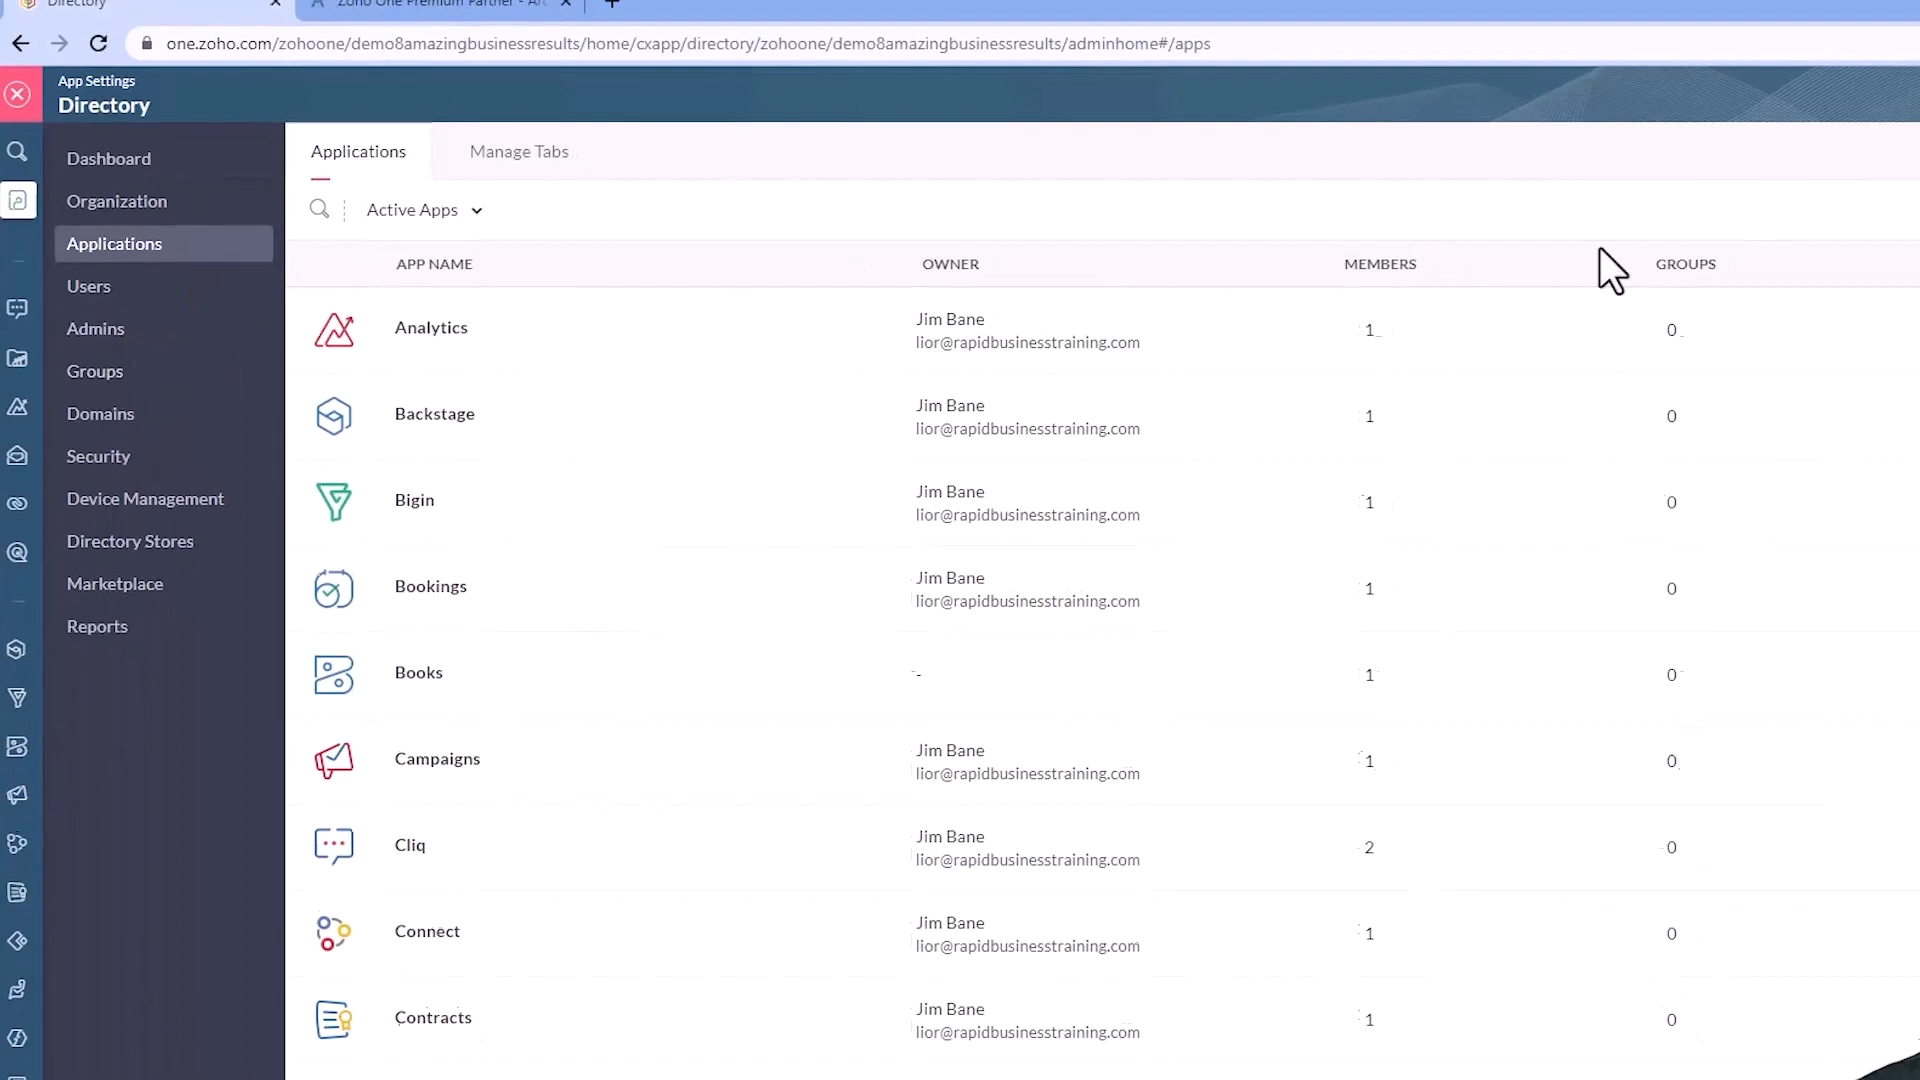 Directory
Zoho One Premium Partner - 
one.zoho.com/zohoone/demo8amazingbusinessresults/home/cxapp/directory/zohoone/demo8amazingbusinessresults/adminhome#/apps
App Settings
Directory
Dashboard
Organization
Applications
Users
Admins
Groups
Domains
Security
Device Management
Directory Stores
Marketplace
Reports
Applications Manage Tabs
Active Apps
APP NAME OWNER MEMBERS GROUPS
Analytics Jim Bane 1 0
lior@rapidbusinesstraining.com
Backstage Jim Bane 1 0
lior@rapidbusinesstraining.com
Bigin Jim Bane 1 0
lior@rapidbusinesstraining.com
Bookings Jim Bane 1 0
lior@rapidbusinesstraining.com
Books - 1 0
Campaigns Jim Bane 1 0
lior@rapidbusinesstraining.com
Cliq Jim Bane 2 0
lior@rapidbusinesstraining.com
Connect Jim Bane 1 0
lior@rapidbusinesstraining.com
Contracts Jim Bane 1 0
lior@rapidbusinesstraining.com